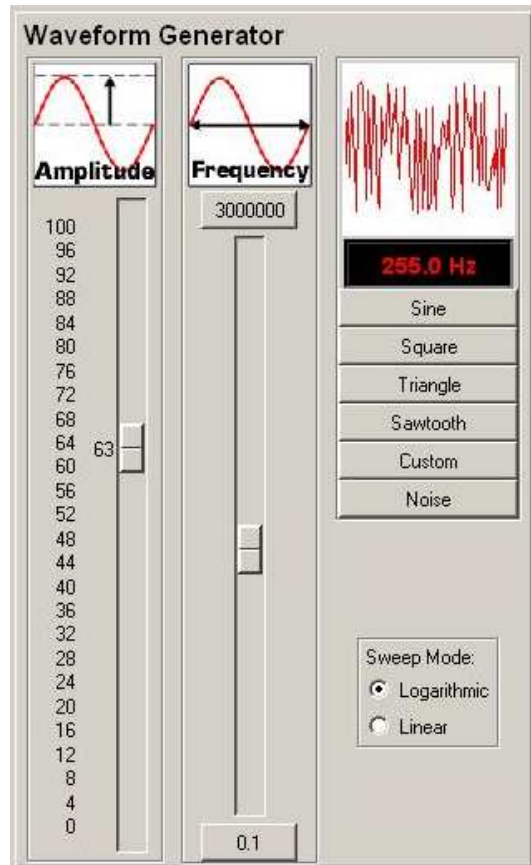 Waveform Generator
Amplitude
100
96
92
88
84
80
76
72
68
64
63
60
56
52
48
44
40
36
32
28
24
20
16
12
8
4
0
Frequency
3000000
0.1
255.0 Hz
Sine
Square
Triangle
Sawtooth
Custom
Noise
Sweep Mode:
Logarithmic
Linear